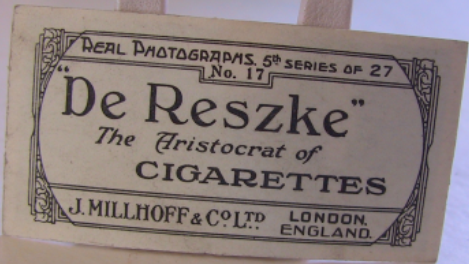 REAL PHOTOGRAPHS. 5th SERIES OF 27
No. 17
"De Reszke"
The Aristocrat of
CIGARETTES
J. MILLHOFF & Co LTD LONDON,
ENGLAND.